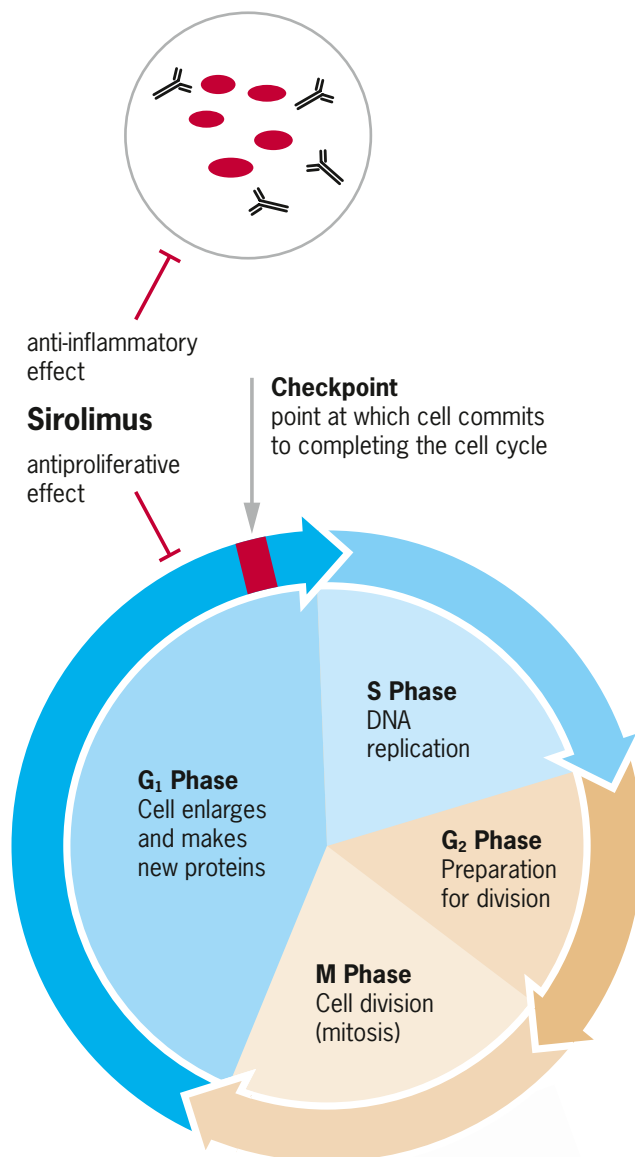 anti-inflammatory
effect
Sirolimus
antiproliferative
effect
Checkpoint
point at which cell commits
to completing the cell cycle
S Phase
DNA
replication
G₁ Phase
Cell enlarges
and makes
new proteins
G₂ Phase
Preparation
for division
M Phase
Cell division
(mitosis)